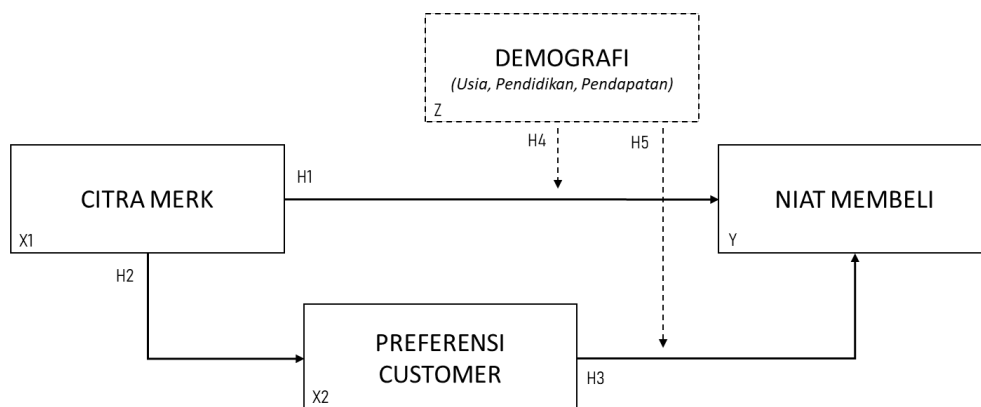 DEMOGRAFI
(Usia, Pendidikan, Pendapatan)
Z
H4
H5
CITRA MERK
X1
H1
NIAT MEMBELI
Y
H2
PREFERENSI
CUSTOMER
X2
H3